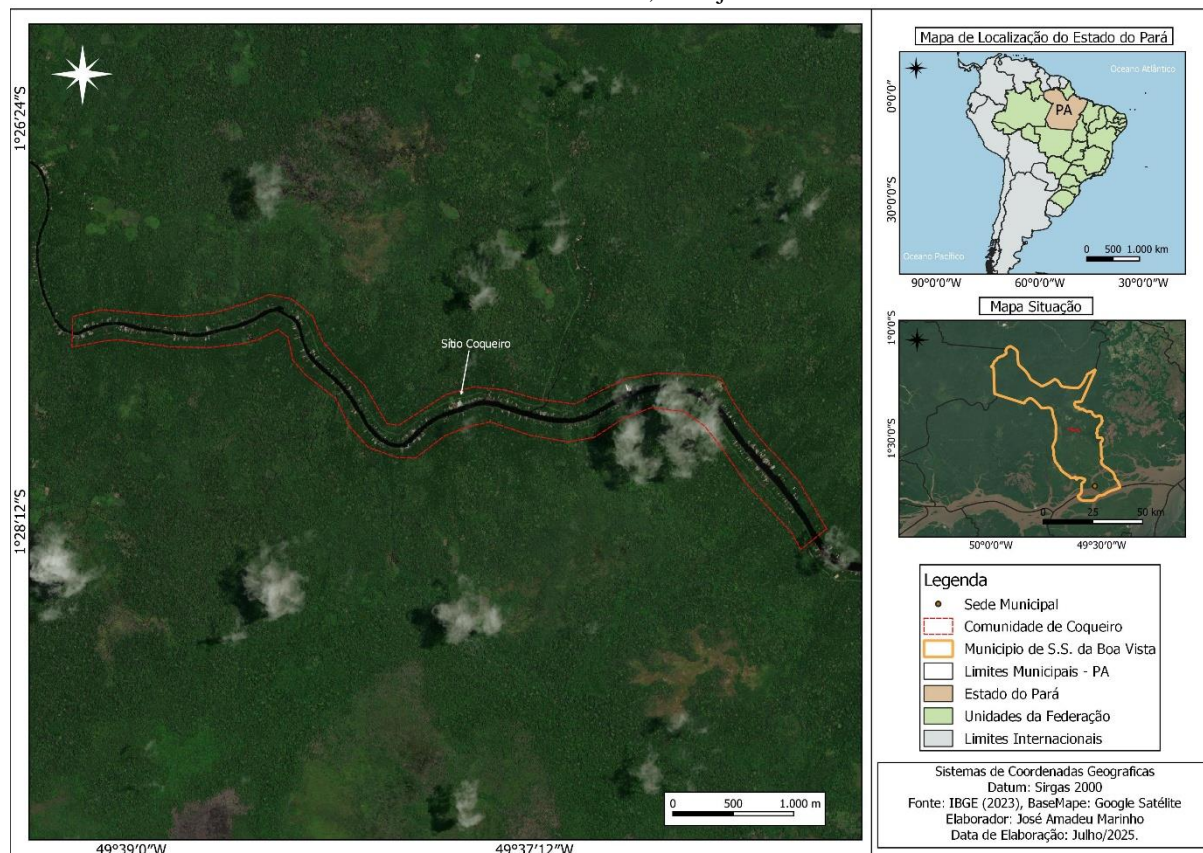 Mapa de Localização do Estado do Pará
Oceano Atlântico
PA
Oceano Pacífico
0°0'0"
30°0'0"S
0 500 1.000 km
90°0'0"W 60°0'0"W 30°0'0"W
1°26'24"S
1°28'12"S
Sítio Coqueiro
0 500 1.000 m
49°39'0"W 49°37'12"W
Mapa Situação
1°0'0"S
1°30'0"S
0 25 50 km
50°0'0"W 49°30'0"W
Legenda
Sede Municipal
Comunidade de Coqueiro
Municipio de S.S. da Boa Vista
Limites Municipais - PA
Estado do Pará
Unidades da Federação
Limites Internacionais
Sistemas de Coordenadas Geograficas
Datum: Sirgas 2000
Fonte: IBGE (2023), BaseMape: Google Satélite
Elaborador: José Amadeu Marinho
Data de Elaboração: Julho/2025.